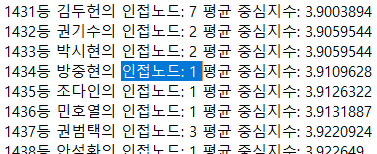 1431등 김두헌의 인접노드: 7 평균 중심지수: 3.9003894
1432등 권기수의 인접노드: 2 평균 중심지수: 3.9059544
1433등 박시현의 인접노드: 2 평균 중심지수: 3.9059544
1434등 방중현의 인접노드: 1 평균 중심지수: 3.9109628
1435등 조다인의 인접노드: 1 평균 중심지수: 3.9126322
1436등 민호열의 인접노드: 1 평균 중심지수: 3.9131887
1437등 권범택의 인접노드: 3 평균 중심지수: 3.9220924
1438등 안성환의 인접노드: 1 평균 중심지수: 3.922649